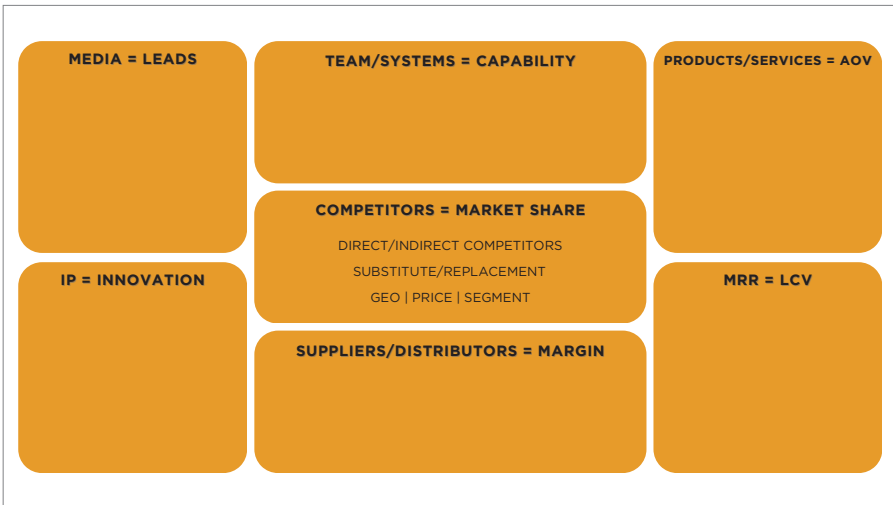 MEDIA = LEADS
TEAM/SYSTEMS = CAPABILITY
PRODUCTS/SERVICES = AOV
COMPETITORS = MARKET SHARE
DIRECT/INDIRECT COMPETITORS
SUBSTITUTE/REPLACEMENT
GEO | PRICE | SEGMENT
IP = INNOVATION
MRR = LCV
SUPPLIERS/DISTRIBUTORS = MARGIN